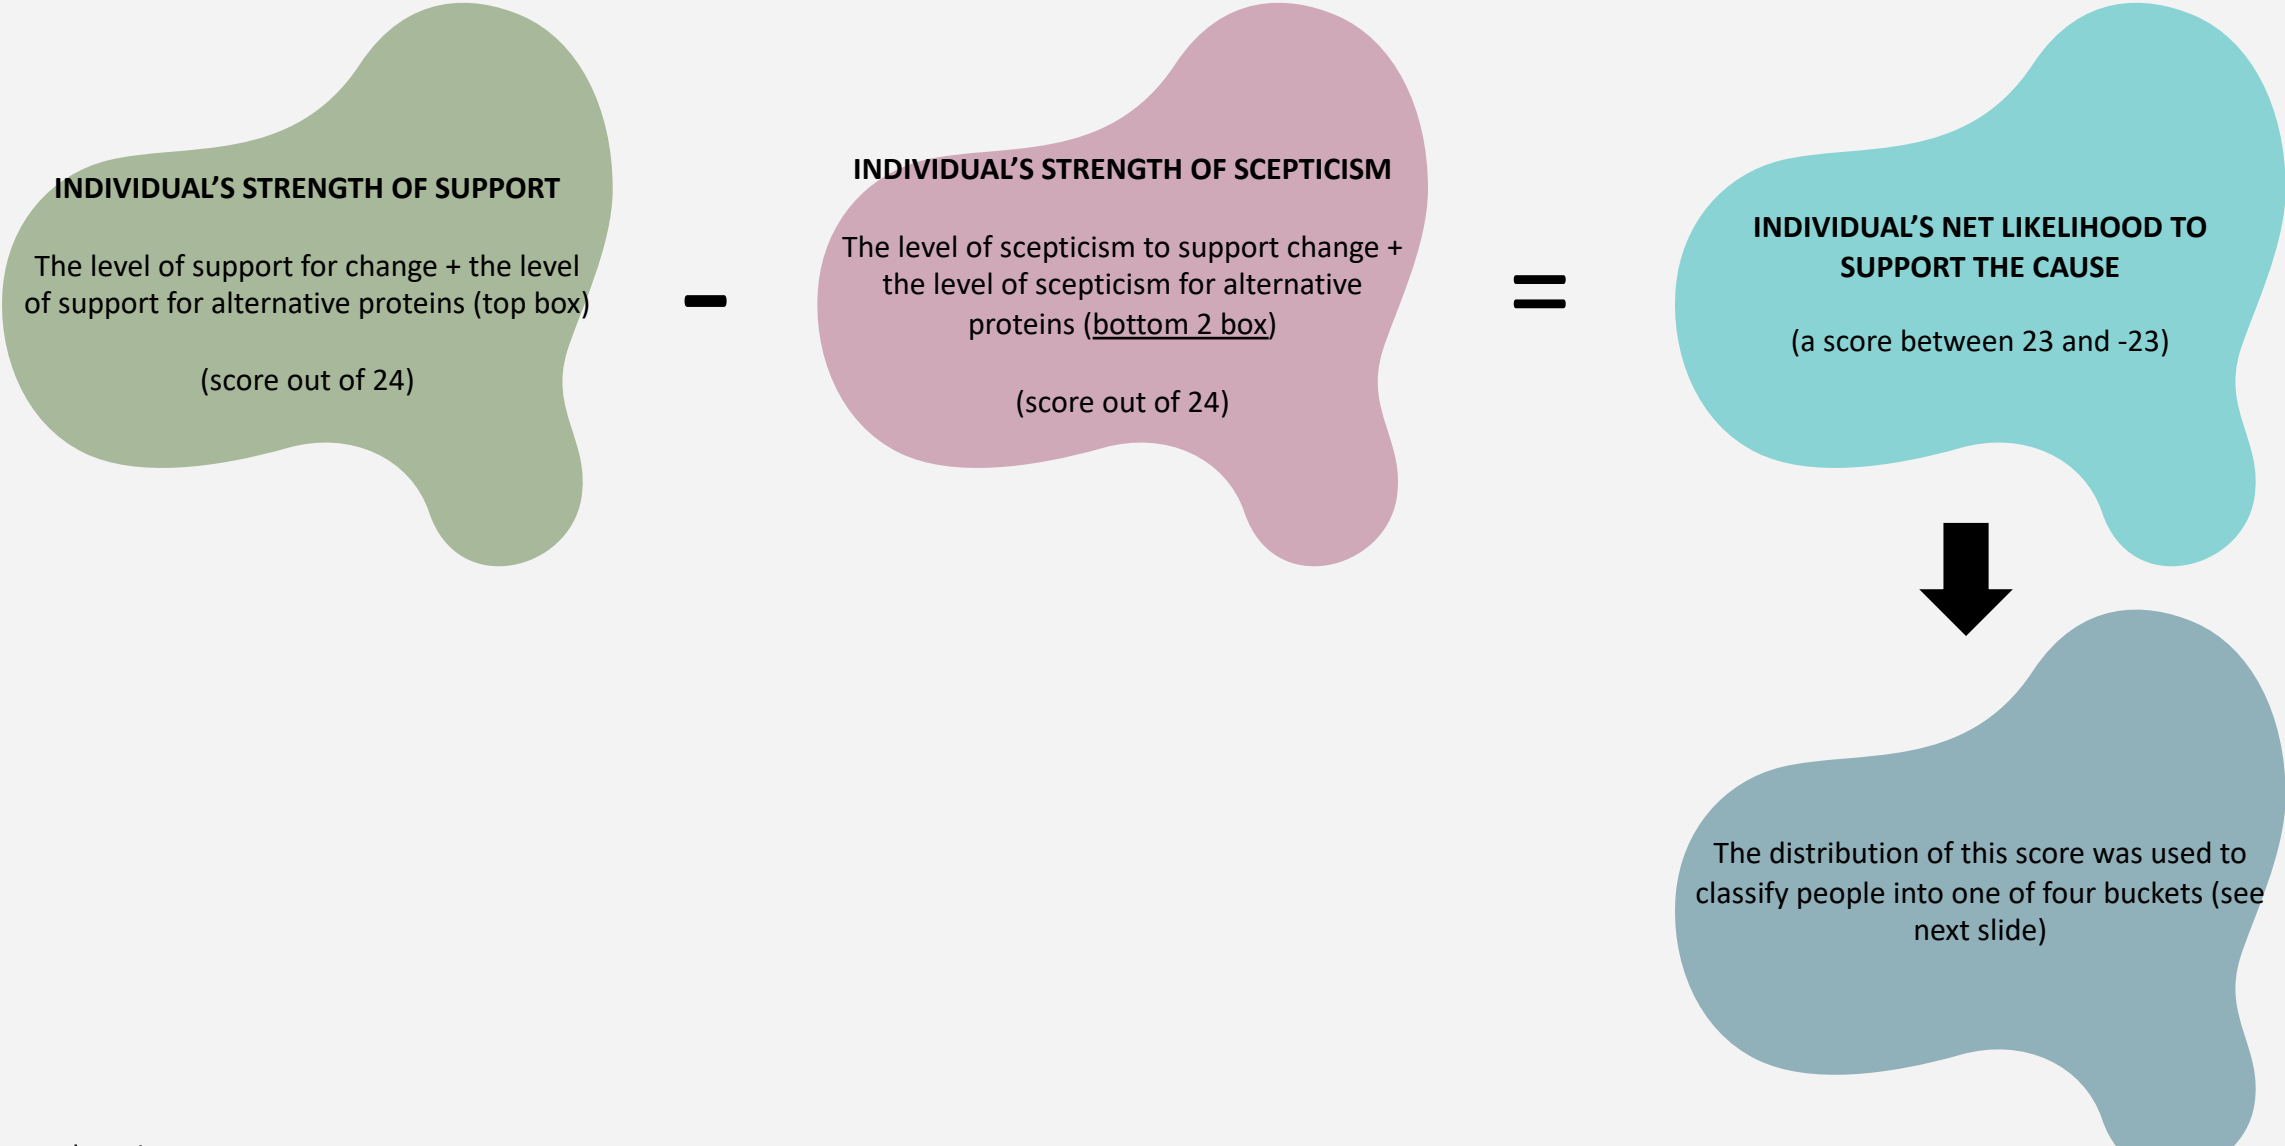 INDIVIDUAL'S STRENGTH OF SUPPORT
The level of support for change + the level
of support for alternative proteins (top box)
(score out of 24)
-
INDIVIDUAL'S STRENGTH OF SCEPTICISM
The level of scepticism to support change +
the level of scepticism for alternative
proteins (bottom 2 box)
(score out of 24)
=
INDIVIDUAL'S NET LIKELIHOOD TO
SUPPORT THE CAUSE
(a score between 23 and -23)
The distribution of this score was used to
classify people into one of four buckets (see
next slide)